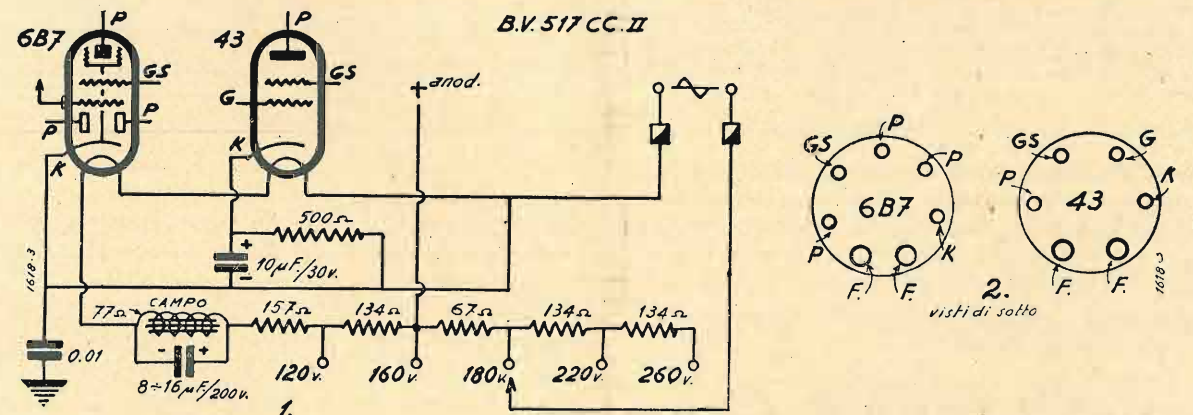 B.V. 517 CC. II
6B7
P
GS
P
P
K
43
P
GS
G
K
+ anod.
500Ω
+
10µF/30v.
-
1618-3
77Ω
CAMPO
157Ω
134Ω
67Ω
134Ω
134Ω
- +
0.01
8÷16µF/200v.
120v.
160v.
180v.
220v.
260v.
1.
P
GS
P
6B7
P
K
F. F.
GS
G
P
43
K
F. F.
2.
visti di sotto
1618-3